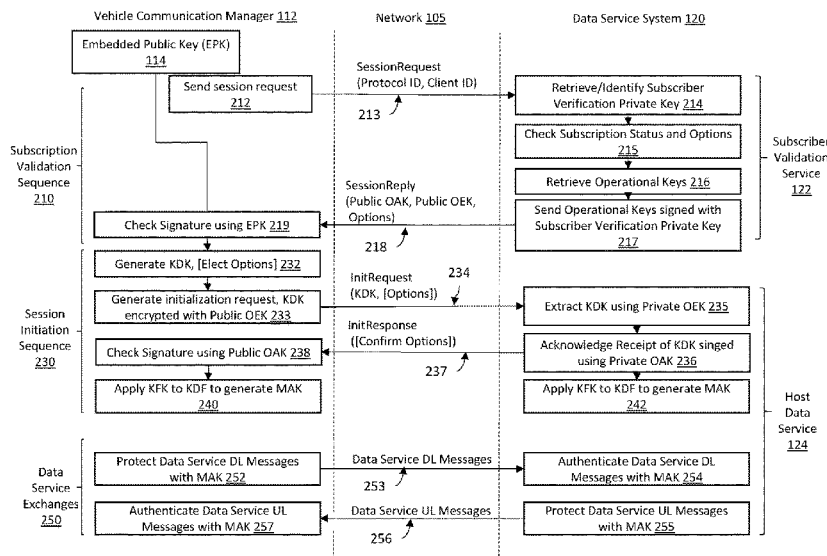 Vehicle Communication Manager 112
Network 105
Data Service System 120
Embedded Public Key (EPK)
114
Send session request
212
SessionRequest
(Protocol ID, Client ID)
213
Retrieve/Identify Subscriber
Verification Private Key 214
Check Subscription Status and Options
215
Retrieve Operational Keys 216
Send Operational Keys signed with
Subscriber Verification Private Key
217
Subscriber
Validation
Service
122
Subscription
Validation
Sequence
210
SessionReply
(Public OAK, Public OEK,
Options)
218
Check Signature using EPK 219
Generate KDK, [Elect Options] 232
Generate initialization request, KDK
encrypted with Public OEK 233
InitRequest
(KDK, [Options])
234
Extract KDK using Private OEK 235
Session
Initiation
Sequence
230
InitResponse
([Confirm Options])
237
Acknowledge Receipt of KDK singed
using Private OAK 236
Check Signature using Public OAK 238
Apply KFK to KDF to generate MAK
240
Apply KFK to KDF to generate MAK
242
Host
Data
Service
124
Data
Service
Exchanges
250
Protect Data Service DL Messages
with MAK 252
Data Service DL Messages
253
Authenticate Data Service DL
Messages with MAK 254
Authenticate Data Service UL
Messages with MAK 257
Data Service UL Messages
256
Protect Data Service UL Messages
with MAK 255